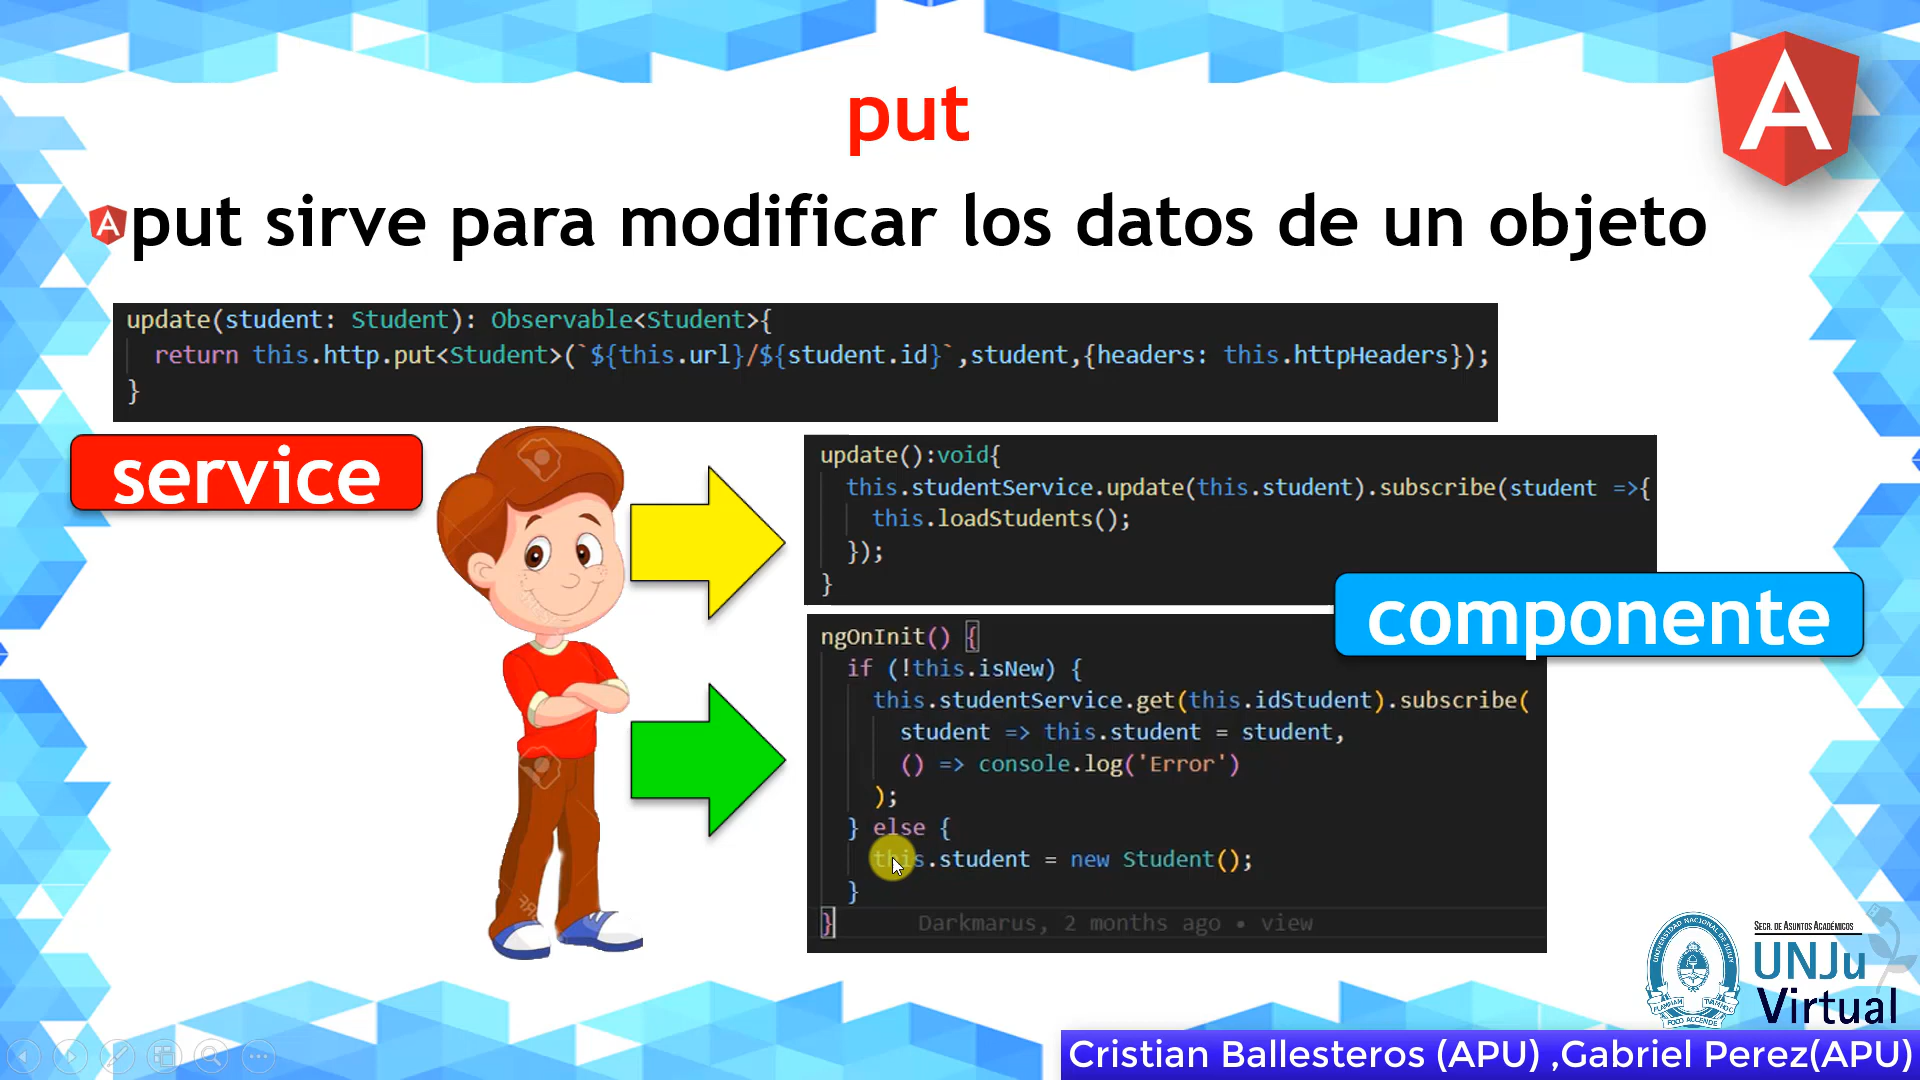 put
put sirve para modificar los datos de un objeto
update(student: Student): Observable<Student>{
return this.http.put<Student>(`${this.url}/${student.id}`,student,{headers: this.httpHeaders});
}
service
update():void{
this.studentService.update(this.student).subscribe(student =>{
this.loadStudents();
});
}
componente
ngOnInit() {
if (!this.isNew) {
this.studentService.get(this.idStudent).subscribe(
student => this.student = student,
() => console.log('Error')
);
} else {
this.student = new Student();
}
}
Darkmarus, 2 months ago • view
SECR. DE ASUNTOS ACADÉMICOS
UNJu
Virtual
Cristian Ballesteros (APU) ,Gabriel Perez(APU)